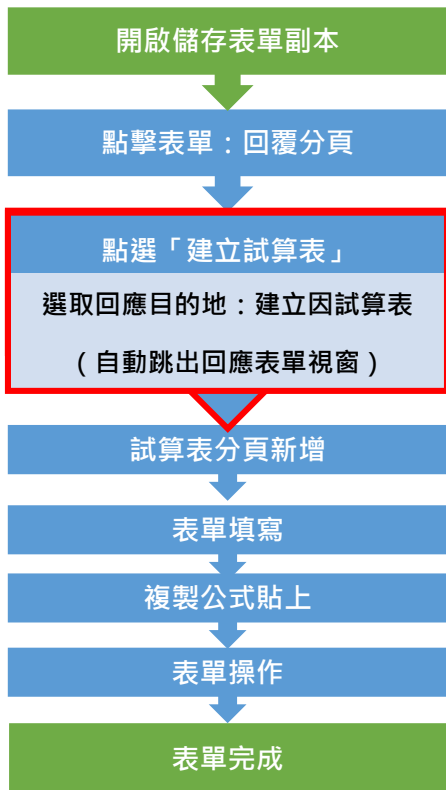 開啟儲存表單副本
點擊表單：回覆分頁
點選「建立試算表」
選取回應目的地：建立因試算表
（自動跳出回應表單視窗）
試算表分頁新增
表單填寫
複製公式貼上
表單操作
表單完成